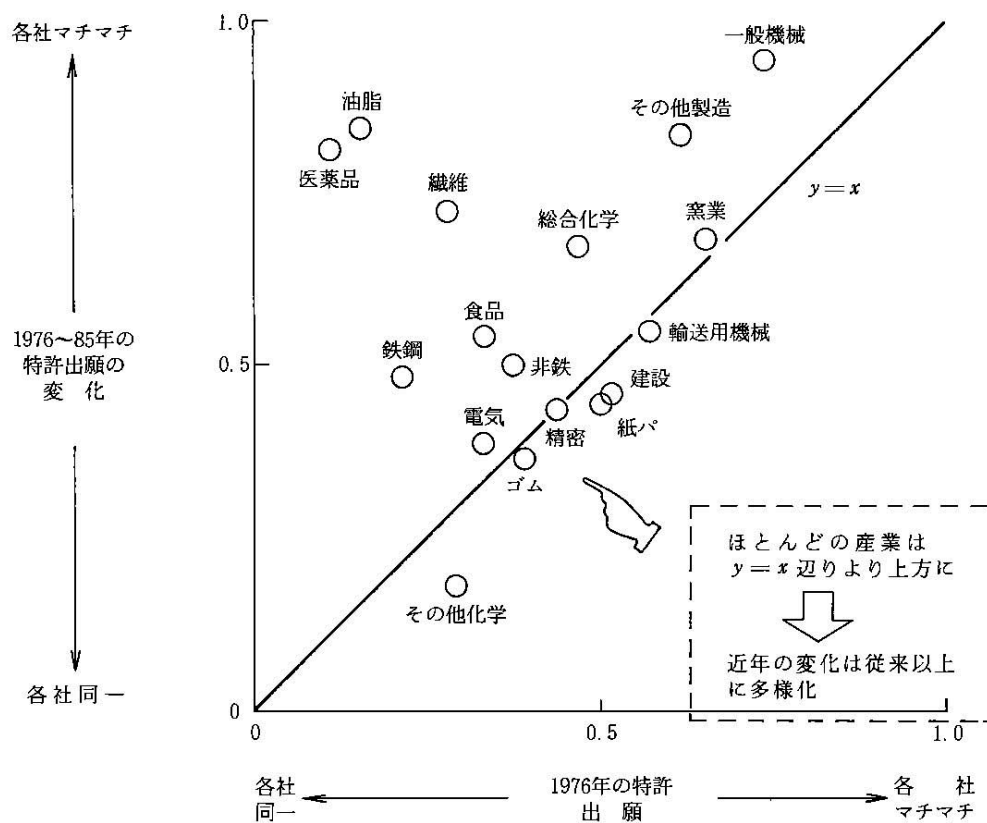 1.0
各社マチマチ
一般機械
油脂
その他製造
医薬品
繊維
y=x
総合化学
窯業
1976~85年の
特許出願の
変化
食品
輸送用機械
鉄鋼
0.5
非鉄
建設
電気
精密
紙パ
ゴム
ほとんどの産業は
y=x辺りより上方に
その他化学
近年の変化は従来以上
に多様化
各社同一
0
0
0.5
1.0
各社
同一
1976年の特許
出願
各社
マチマチ